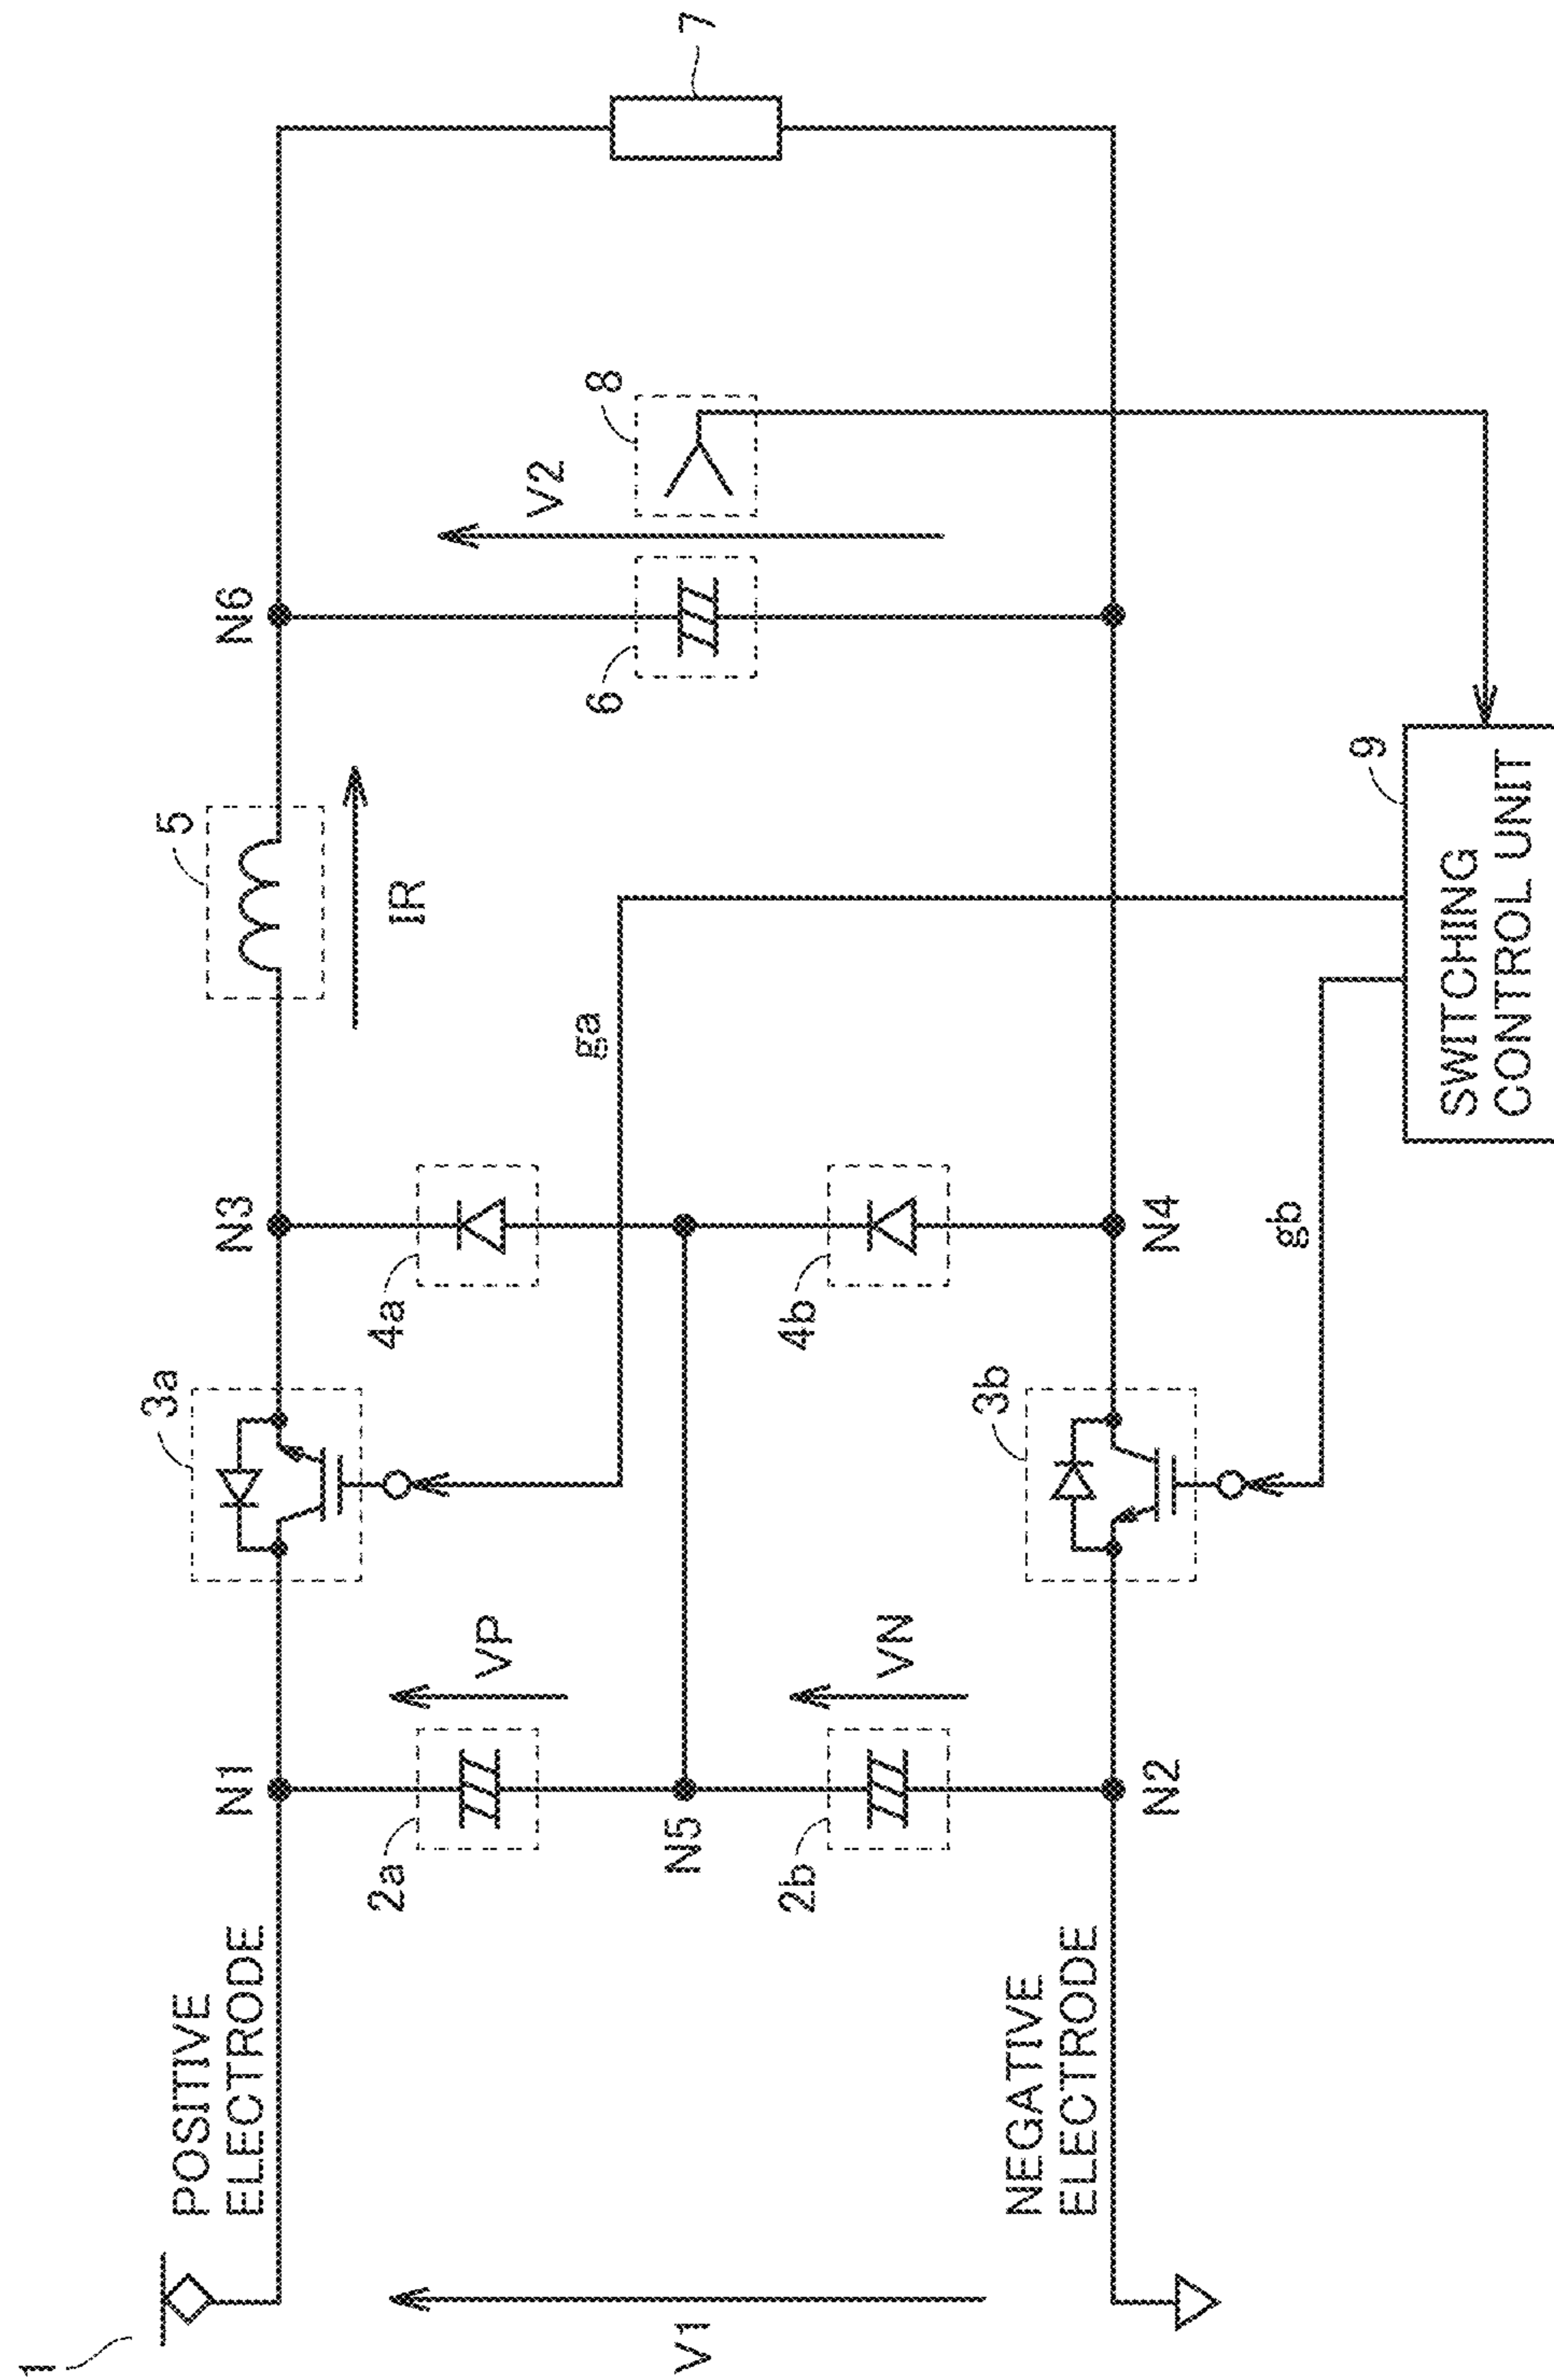 1
POSITIVE
ELECTRODE
V1
NEGATIVE
ELECTRODE
N1
2a
VP
N5
2b
VN
N2
3a
3b
N3
4a
4b
N4
ga
gb
5
IR
N6
6
V2
8
7
9
SWITCHING
CONTROL UNIT